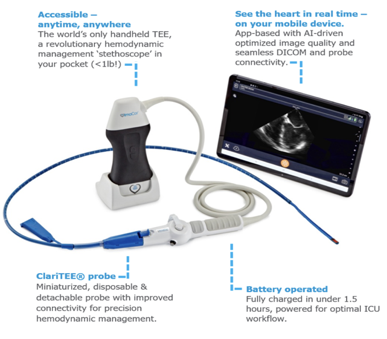 Accessible –
anytime, anywhere
The world's only handheld TEE,
a revolutionary hemodynamic
management 'stethoscope' in
your pocket (<1lb!)
See the heart in real time –
on your mobile device.
App-based with AI-driven
optimized image quality and
seamless DICOM and probe
connectivity.
ClariTEE® probe
Miniaturized, disposable &
detachable probe with improved
connectivity for precision
hemodynamic management.
Battery operated
Fully charged in under 1.5
hours, powered for optimal ICU
workflow.